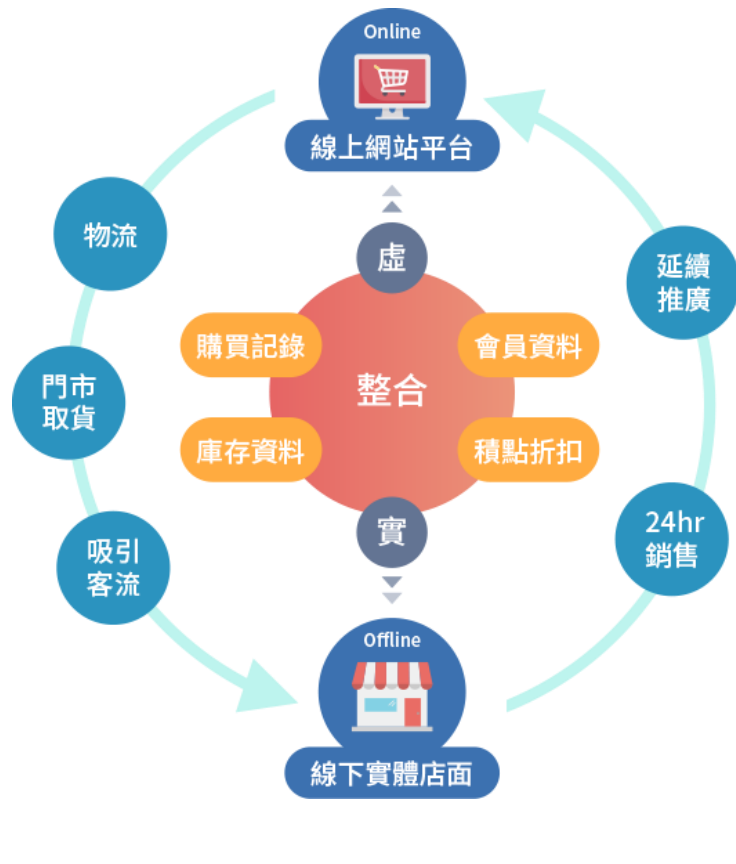 Online
線上網站平台
物流
虛
延續
推廣
購買記錄
會員資料
門市
取貨
整合
庫存資料
積點折扣
24hr
銷售
實
吸引
客流
Offline
線下實體店面